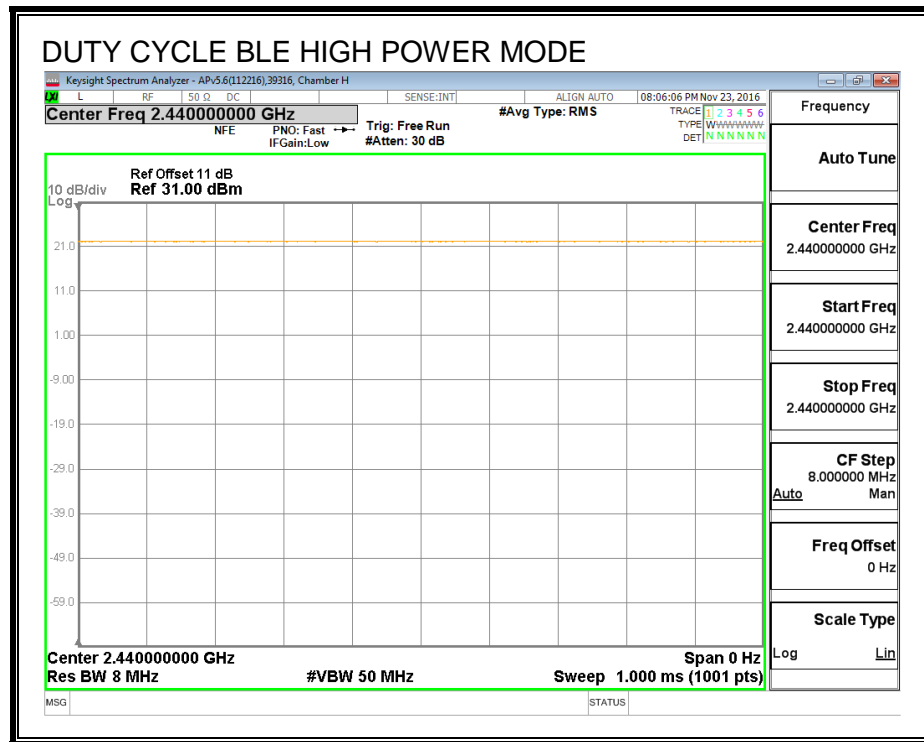 DUTY CYCLE BLE HIGH POWER MODE
Keysight Spectrum Analyzer - APv5.6(112216),39316, Chamber H
LXI L RF 50 Ω DC SENSE:INT ALIGN AUTO 08:06:06 PM Nov 23, 2016
Center Freq 2.440000000 GHz
#Avg Type: RMS
TRACE 1 2 3 4 5 6
TYPE WWWWWW
DET N N N N N N
NFE
PNO: Fast
IFGain:Low
Trig: Free Run
#Atten: 30 dB
Ref Offset 11 dB
10 dB/div Ref 31.00 dBm
Log
21.0
11.0
1.00
-9.00
-19.0
-29.0
-39.0
-49.0
-59.0
Center 2.440000000 GHz Span 0 Hz
Res BW 8 MHz #VBW 50 MHz Sweep 1.000 ms (1001 pts)
MSG STATUS
Frequency
Auto Tune
Center Freq
2.440000000 GHz
Start Freq
2.440000000 GHz
Stop Freq
2.440000000 GHz
CF Step
8.000000 MHz
Auto Man
Freq Offset
0 Hz
Scale Type
Log Lin